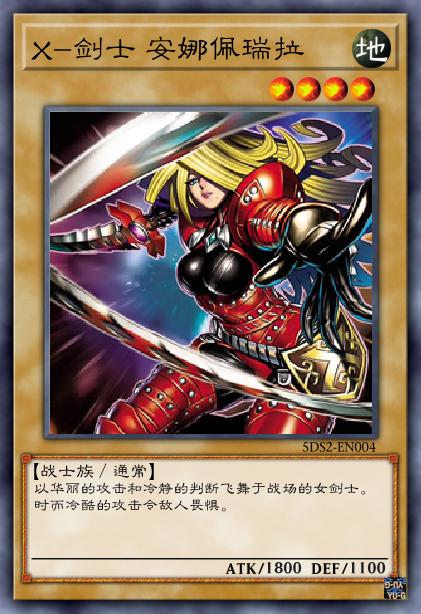 X-剑士 安娜佩瑞拉
地
5DS2-EN004
【战士族 / 通常】
以华丽的攻击和冷静的判断飞舞于战场的女剑士。
时而冷酷的攻击令敌人畏惧。
ATK/1800 DEF/1100